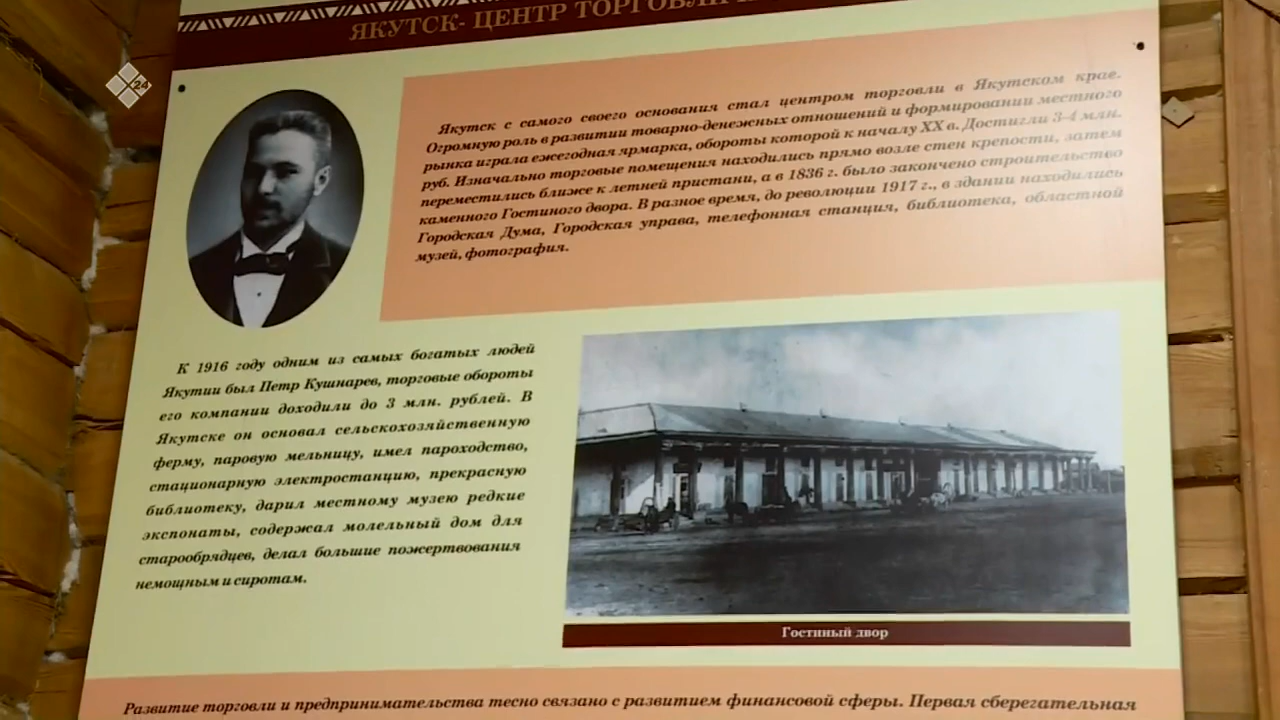 ЯКУТСК- ЦЕНТР ТОРГОВЛИ
Х24
Якутск с самого своего основания стал центром торговли в Якутском крае.
Огромную роль в развитии товарно-денежных отношений и формировании местного
рынка играла ежегодная ярмарка, обороты которой к началу XX в. Достигли 3-4 млн.
руб. Изначально торговые помещения находились прямо возле стен крепости, затем
переместились ближе к летней пристани, а в 1836 г. было закончено строительство
каменного Гостиного двора. В разное время, до революции 1917 г., в здании находились
Городская Дума, Городская управа, телефонная станция, библиотека, областной
музей, фотография.
К 1916 году одним из самых богатых людей
Якутии был Петр Кушнарев, торговые обороты
его компании доходили до 3 млн. рублей. В
Якутске он основал сельскохозяйственную
ферму, паровую мельницу, имел пароходство,
стационарную электростанцию, прекрасную
библиотеку, дарил местному музею редкие
экспонаты, содержал молельный дом для
старообрядцев, делал большие пожертвования
немощным и сиротам.
Гостиный двор
Развитие торговли и предпринимательства тесно связано с развитием финансовой сферы. Первая сберегательная